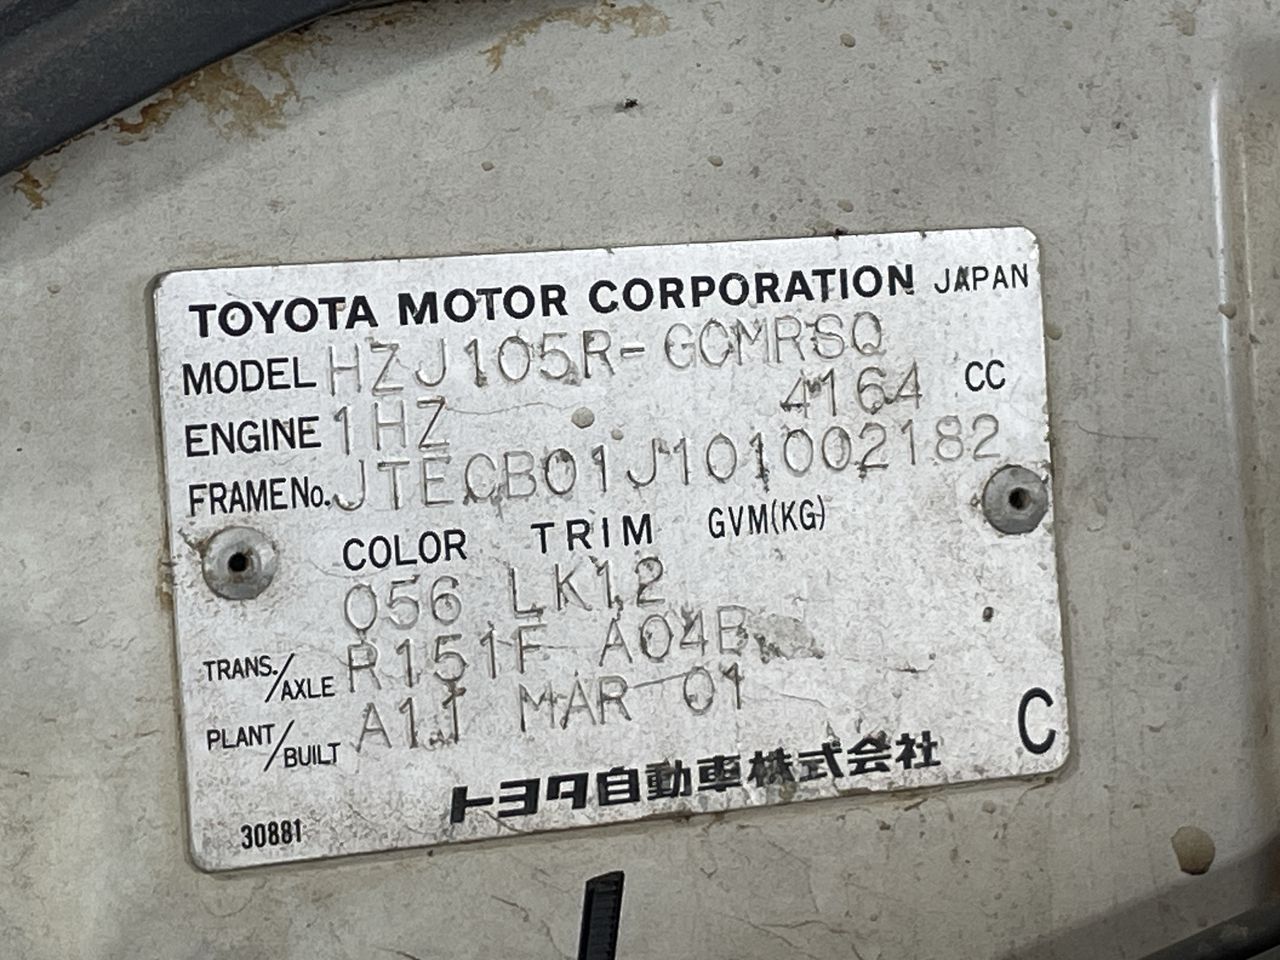 TOYOTA MOTOR CORPORATION JAPAN
MODEL HZJ105R-GCMRSQ
ENGINE 1HZ 4164 CC
FRAME No. JTECB01J101002182
COLOR TRIM GVM(KG)
056 LK12
TRANS./AXLE R151F A04B
PLANT/BUILT A11 MAR 01
C
トヨタ自動車株式会社
30881